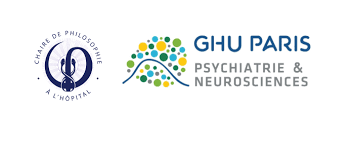 CHAIRE DE PHILOSOPHIE
À L'HÔPITAL
GHU PARIS
PSYCHIATRIE &
NEUROSCIENCES